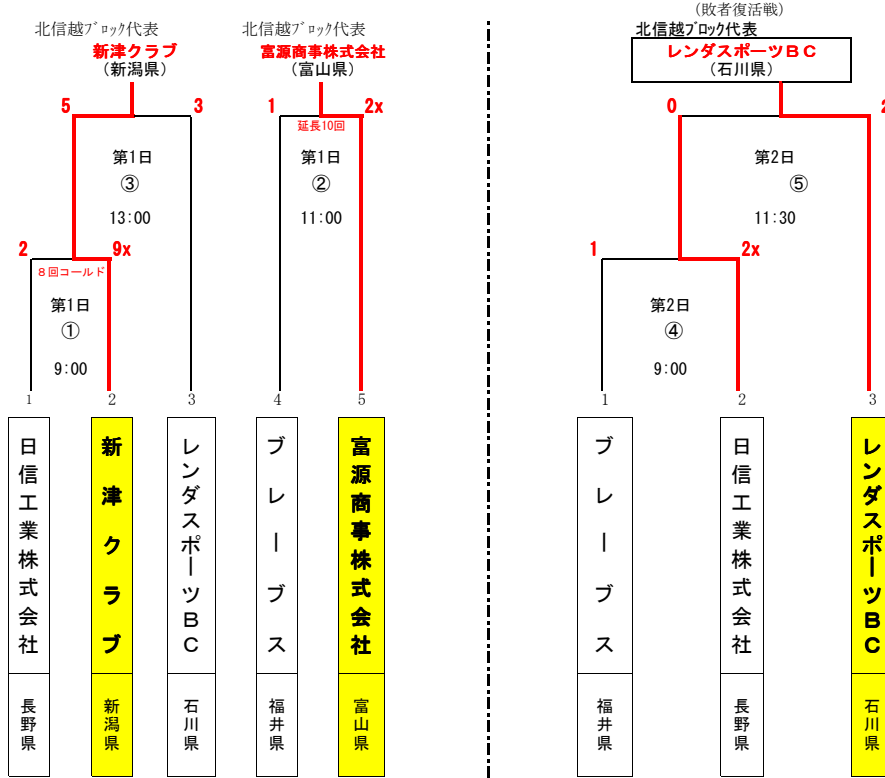 (敗者復活戦)
北信越ﾌﾞﾛｯｸ代表
北信越ﾌﾞﾛｯｸ代表
北信越ﾌﾞﾛｯｸ代表
新津クラブ
富源商事株式会社
レンダスポーツＢＣ
(新潟県)
(富山県)
(石川県)
5
3
1
2x
0
2
延長10回
第1日
第1日
第2日
③
②
⑤
13:00
11:00
11:30
2
9x
1
2x
８回コールド
第1日
第2日
①
④
9:00
9:00
1
2
3
4
5
1
2
3
日信工業株式会社
新津クラブ
レンダスポーツＢＣ
ブレーブス
富源商事株式会社
ブレーブス
日信工業株式会社
レンダスポーツＢＣ
長野県
新潟県
石川県
福井県
富山県
福井県
長野県
石川県